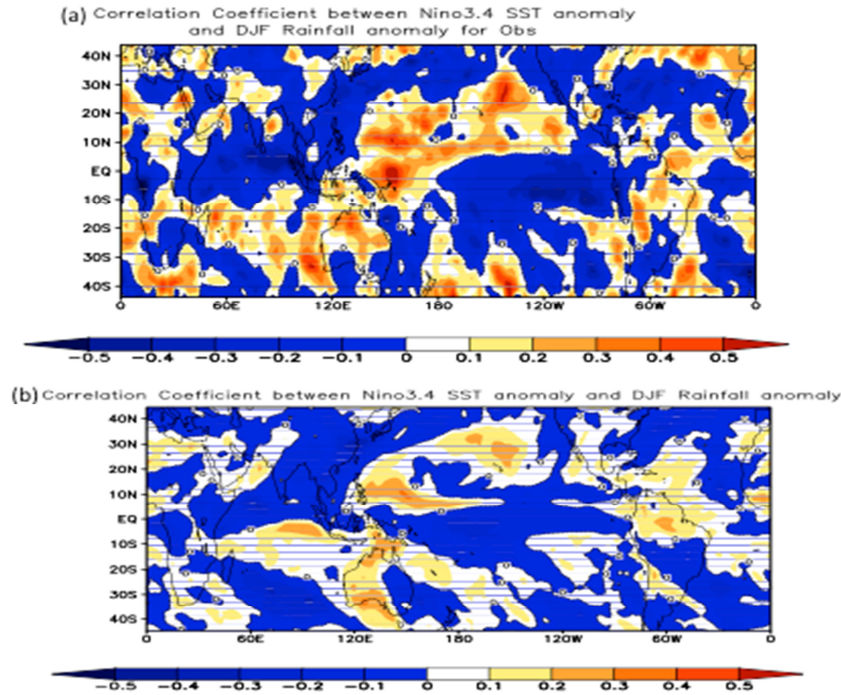 (a) Correlation Coefficient between Nino3.4 SST anomaly
and DJF Rainfall anomaly for Obs
40N
30N
20N
10N
EQ
10S
20S
30S
40S
0 60E 120E 180 120W 60W 0
-0.5 -0.4 -0.3 -0.2 -0.1 0 0.1 0.2 0.3 0.4 0.5
(b) Correlation Coefficient between Nino3.4 SST anomaly and DJF Rainfall anomaly
40N
30N
20N
10N
EQ
10S
20S
30S
40S
0 60E 120E 180 120W 60W 0
-0.5 -0.4 -0.3 -0.2 -0.1 0 0.1 0.2 0.3 0.4 0.5